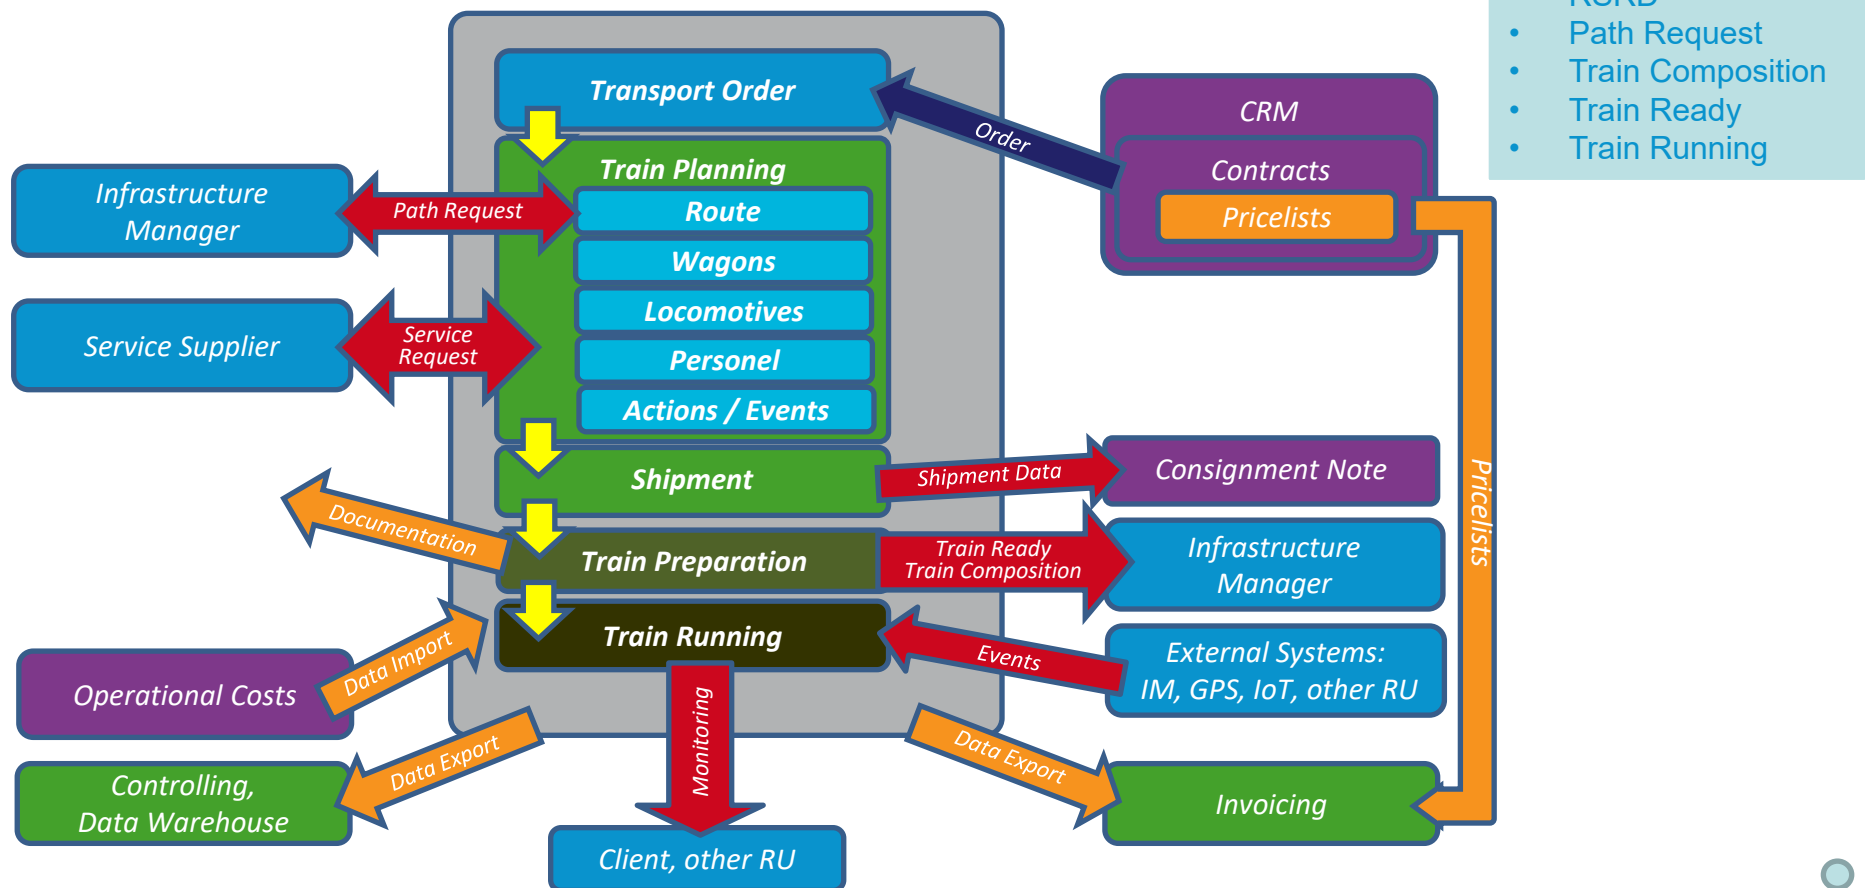 Path Request
Train Composition
Train Ready
Train Running
Transport Order
Order
CRM
Contracts
Pricelists
Train Planning
Route
Wagons
Locomotives
Personel
Actions / Events
Infrastructure
Manager
Path Request
Service Supplier
Service
Request
Shipment
Shipment Data
Consignment Note
Pricelists
Documentation
Train Preparation
Train Ready
Train Composition
Infrastructure
Manager
Train Running
Events
External Systems:
IM, GPS, IoT, other RU
Operational Costs
Data Import
Monitoring
Data Export
Data Export
Controlling,
Data Warehouse
Invoicing
Client, other RU